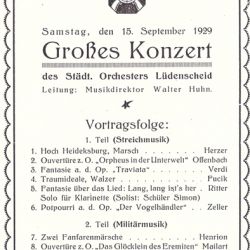 Samstag, den 15. September 1929
Großes Konzert
des Städt. Orchesters Lüdenscheid
Leitung: Musikdirektor Walter Huhn.
Vortragsfolge:
1. Teil (Streichmusik)
1. Hoch Heideksburg, Marsch . . . . . Herzer
2. Ouvertüre z. O. „Orpheus in der Unterwelt" Offenbach
3. Fantasie a. d. Op. „Traviata" . . . . Verdi
4. Traumideale, Walzer . . . . . Fucik
5. Fantasie über das Lied: Lang, lang ist's her . Ritter
Solo für Klarinette (Solist: Schüler Simon)
6. Potpourri a. d. Op. „Der Vogelhändler" . . Zeller
2. Teil (Militärmusik)
7. Zwei Fanfarenmärsche . . . . . Henrion
8. Ouvertüre z. O. „Das Glöcklein des Eremiten" Mailart